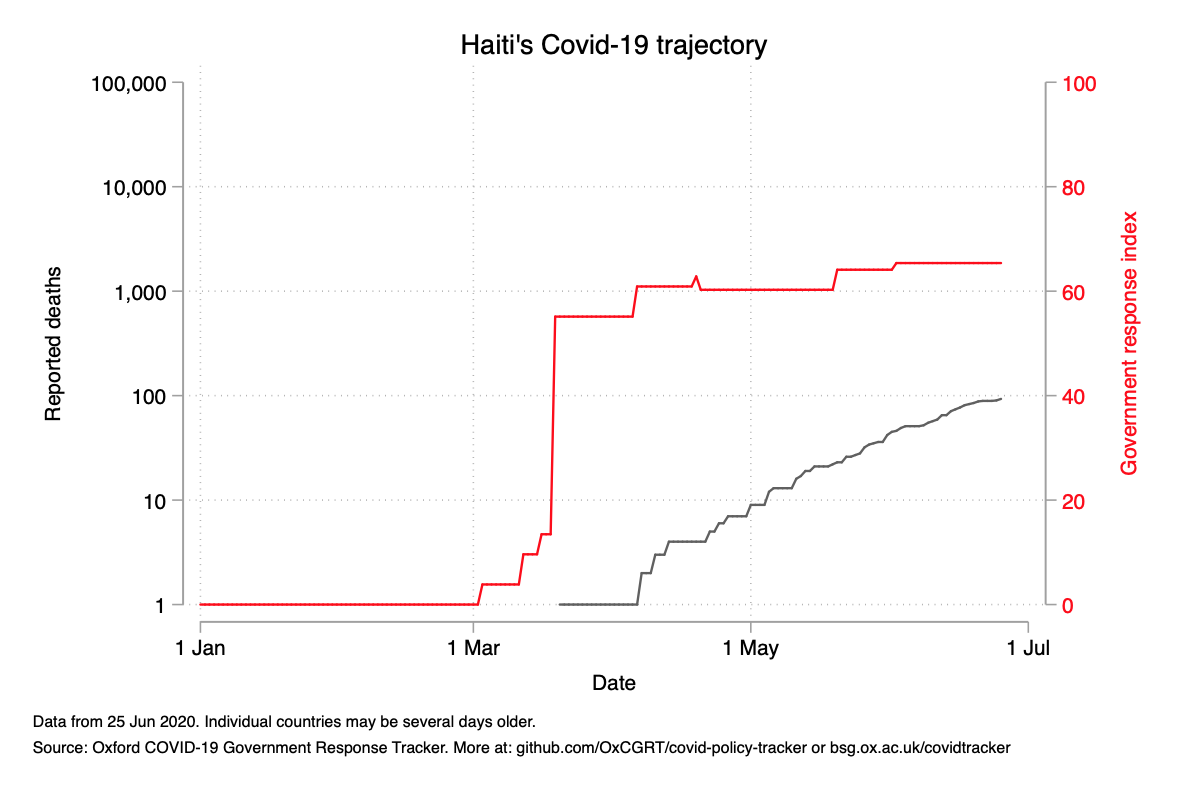 Haiti's Covid-19 trajectory
100,000
10,000
1,000
100
10
1
Reported deaths
100
80
60
40
20
0
Government response index
1 Jan
1 Mar
1 May
1 Jul
Date
Data from 25 Jun 2020. Individual countries may be several days older.
Source: Oxford COVID-19 Government Response Tracker. More at: github.com/OxCGRT/covid-policy-tracker or bsg.ox.ac.uk/covidtracker